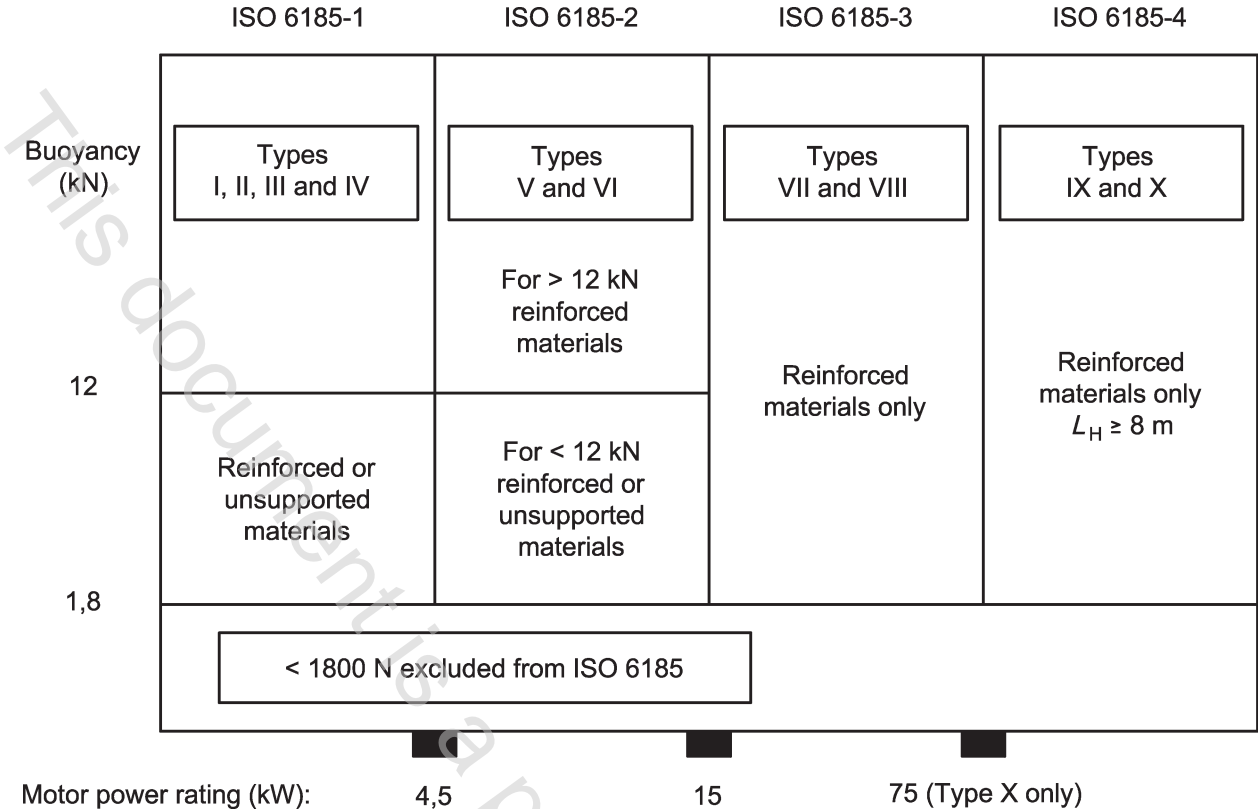 ISO 6185-1 ISO 6185-2 ISO 6185-3 ISO 6185-4
Buoyancy
(kN)
Types
I, II, III and IV
Types
V and VI
Types
VII and VIII
Types
IX and X
For > 12 kN
reinforced
materials
12
Reinforced or
unsupported
materials
For < 12 kN
reinforced or
unsupported
materials
Reinforced
materials only
Reinforced
materials only
L_H ≥ 8 m
1,8
< 1800 N excluded from ISO 6185
Motor power rating (kW): 4,5 15 75 (Type X only)
This document is a p